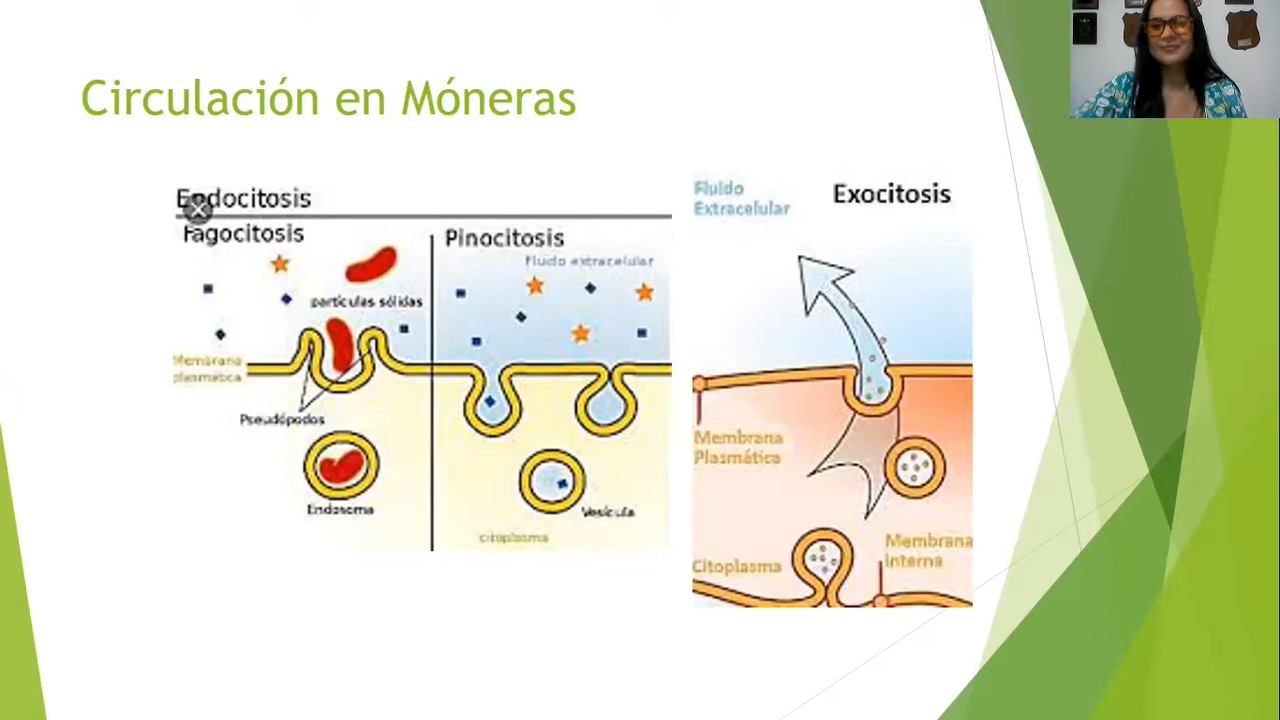 Circulación en Móneras
Endocitosis
Fagocitosis
partículas sólidas
Membrana
plasmática
Pseudópodos
Endosoma
Pinocitosis
Fluido extracelular
Vesícula
citoplasma
Fluido
Extracelular
Exocitosis
Membrana
Plasmática
Citoplasma
Membrana
interna